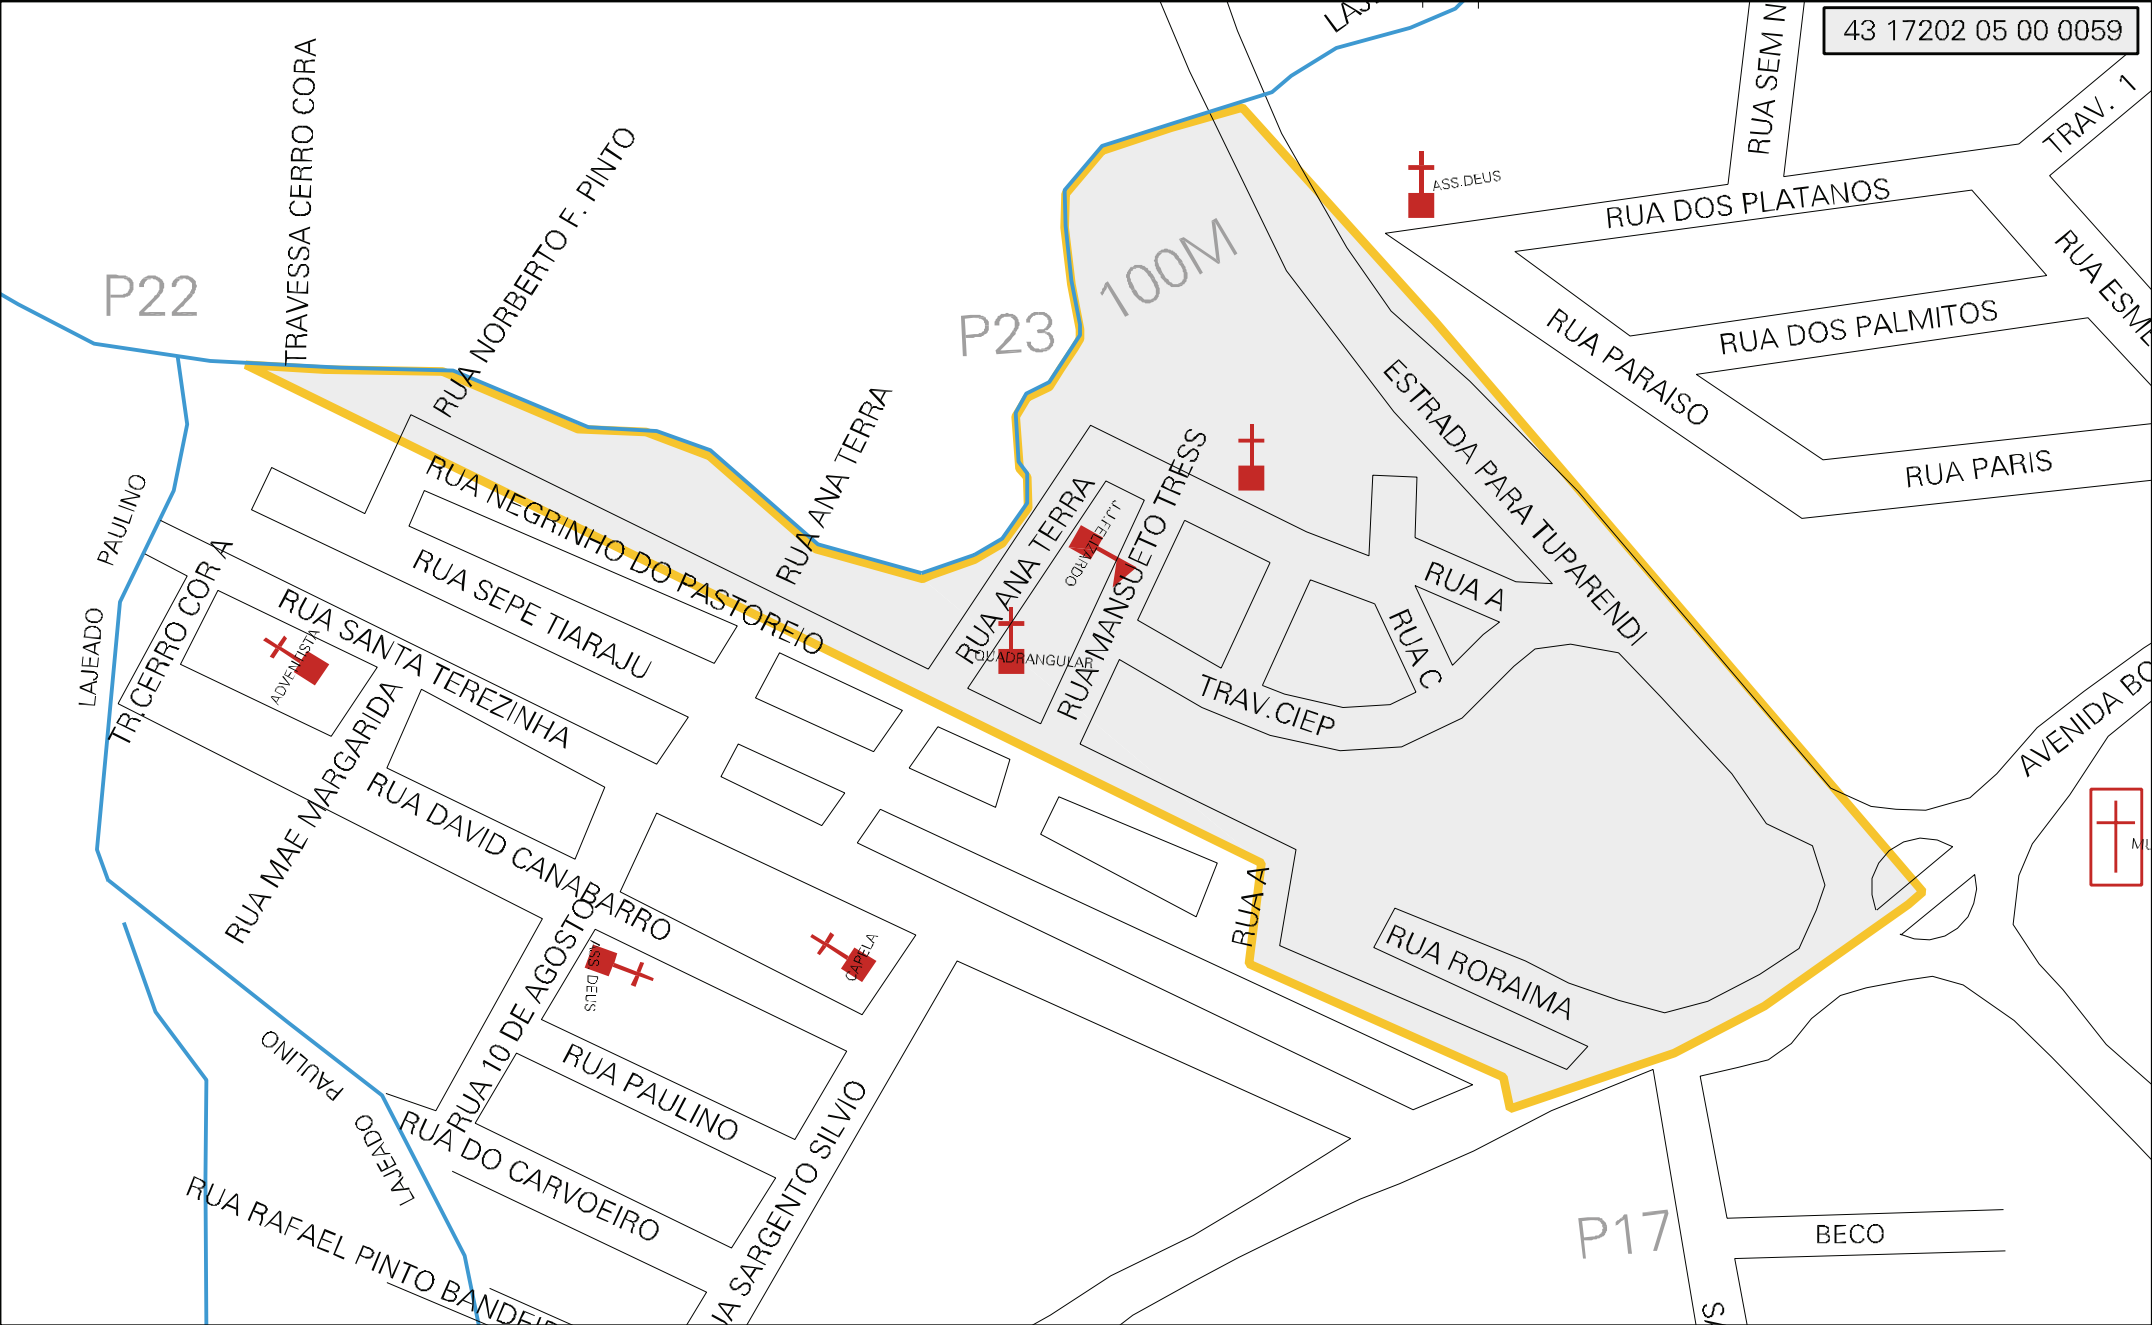 43 17202 05 00 0059
TRAVESSA CERRO CORA
RUA NORBERTO F. PINTO
RUA SEM N
TRAV. 1
ASS.DEUS
RUA DOS PLATANOS
P22
P23
100M
RUA ESME
RUA DOS PALMITOS
RUA PARAISO
ESTRADA PARA TUPARENDI
RUA PARIS
RUA ANA TERRA
RUA NEGRINHO DO PASTOREIO
RUA ANA TERRA
J.J.FELIZARDO
RUA MANSUETO TRESS
QUADRANGULAR
RUA A
RUA C
TRAV.CIEP
PAULINO
LAJEADO
TR.CERRO COR A
RUA SEPE TIARAJU
RUA SANTA TEREZINHA
ADVENTISTA
RUA MAE MARGARIDA
RUA DAVID CANABARRO
AVENIDA BO
MU
RUA A
RUA RORAIMA
CAPELA
ASS. DEUS
RUA 10 DE AGOSTO
RUA PAULINO
PAULINO
LAJEADO
RUA DO CARVOEIRO
RUA SARGENTO SILVIO
RUA RAFAEL PINTO BANDEIR
P17
BECO